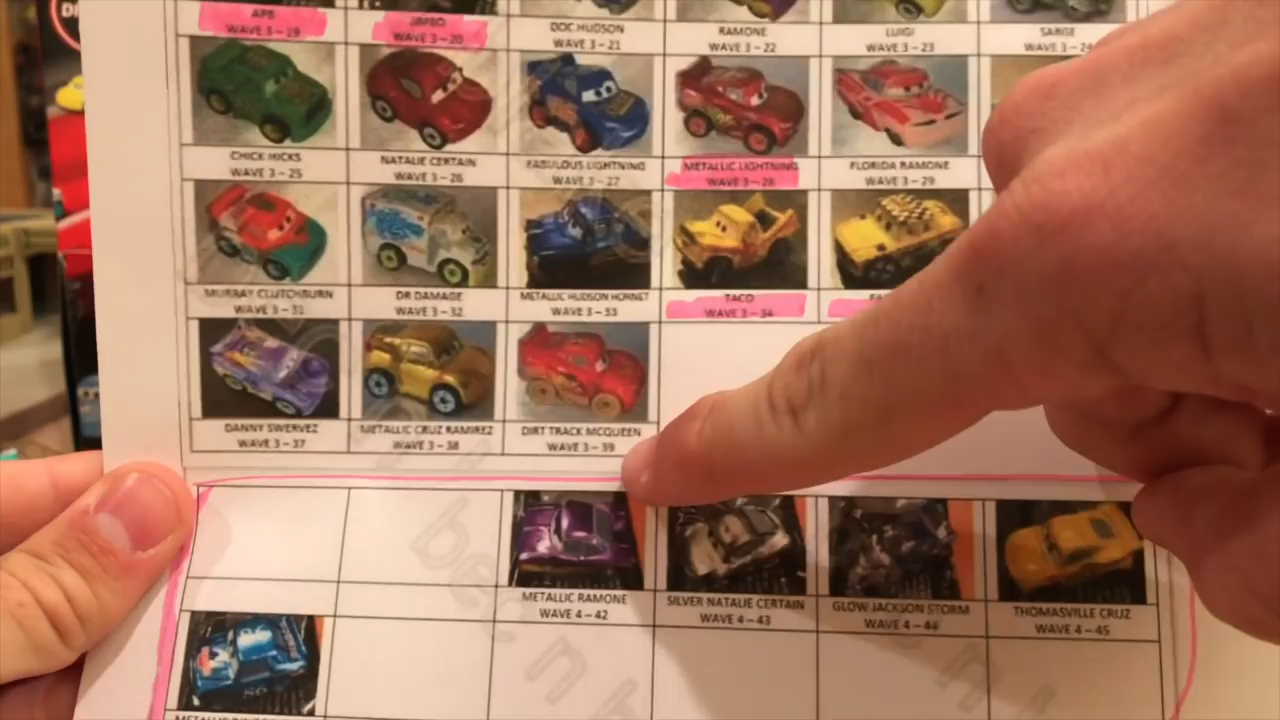 JIMBO
WAVE 3 – 19
WAVE 3 – 20
DOC HUDSON
WAVE 3 – 21
RAMONE
WAVE 3 – 22
LUIGI
WAVE 3 – 23
SARGE
WAVE 3 – 24
CHICK HICKS
WAVE 3 – 25
NATALIE CERTAIN
WAVE 3 – 26
FABULOUS LIGHTNING
WAVE 3 – 27
METALLIC LIGHTNING
WAVE 3 – 28
FLORIDA RAMONE
WAVE 3 – 29
MURRAY CLUTCHBURN
WAVE 3 – 31
DR DAMAGE
WAVE 3 – 32
METALLIC HUDSON HORNET
WAVE 3 – 33
TACO
WAVE 3 – 34
DANNY SWERVEZ
WAVE 3 – 37
METALLIC CRUZ RAMIREZ
WAVE 3 – 38
DIRT TRACK MCQUEEN
WAVE 3 – 39
METALLIC RAMONE
WAVE 4 – 42
SILVER NATALIE CERTAIN
WAVE 4 – 43
GLOW JACKSON STORM
WAVE 4 – 44
THOMASVILLE CRUZ
WAVE 4 – 45